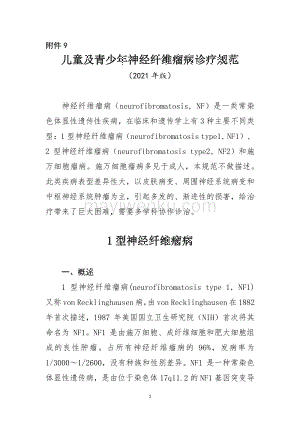 附件 9
儿童及青少年神经纤维瘤病诊疗规范
（2021 年版）
神经纤维瘤病（neurofibromatosis, NF）是一类常染
色体显性遗传性疾病，在临床和遗传学上有 3 种主要不同类
型：1 型神经纤维瘤病（neurofibromatosis type1，NF1）、
2 型神经纤维瘤病（neurofibromatosis type2, NF2）和施
万细胞瘤病。施万细胞瘤病多见于成人，本规范不做描述。
此类疾病表型差异性大，以皮肤病变、周围神经系统病变和
中枢神经系统肿瘤为主，引起多发的、渐进性的损害，给治
疗带来了巨大困难，需要多学科协作诊治。
1 型神经纤维瘤病
一、概述
1 型神经纤维瘤病(neurofibromatosis type 1, NF1)
又称 von Recklinghausen 病，由 von Recklinghausen 在 1882
年首次描述，1987 年美国国立卫生研究院（NIH）首次将其
命名为 NF1。NF1 是由施万细胞、成纤维细胞和肥大细胞组
成的良性肿瘤。占所有神经纤维瘤病的 96%，发病率为
1/3000～1/2600，没有种族和性别差异。NF1 是一种常染色
体显性遗传病，是由位于染色体 17q11.2 的 NF1 基因突变导
1